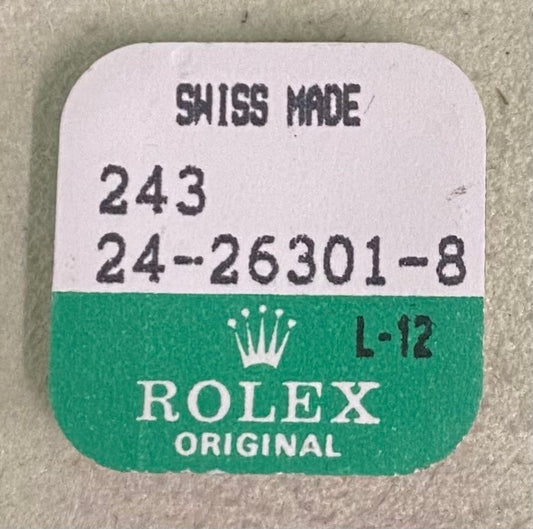 SWISS MADE
243
24-26301-8
L-12
ROLEX
ORIGINAL